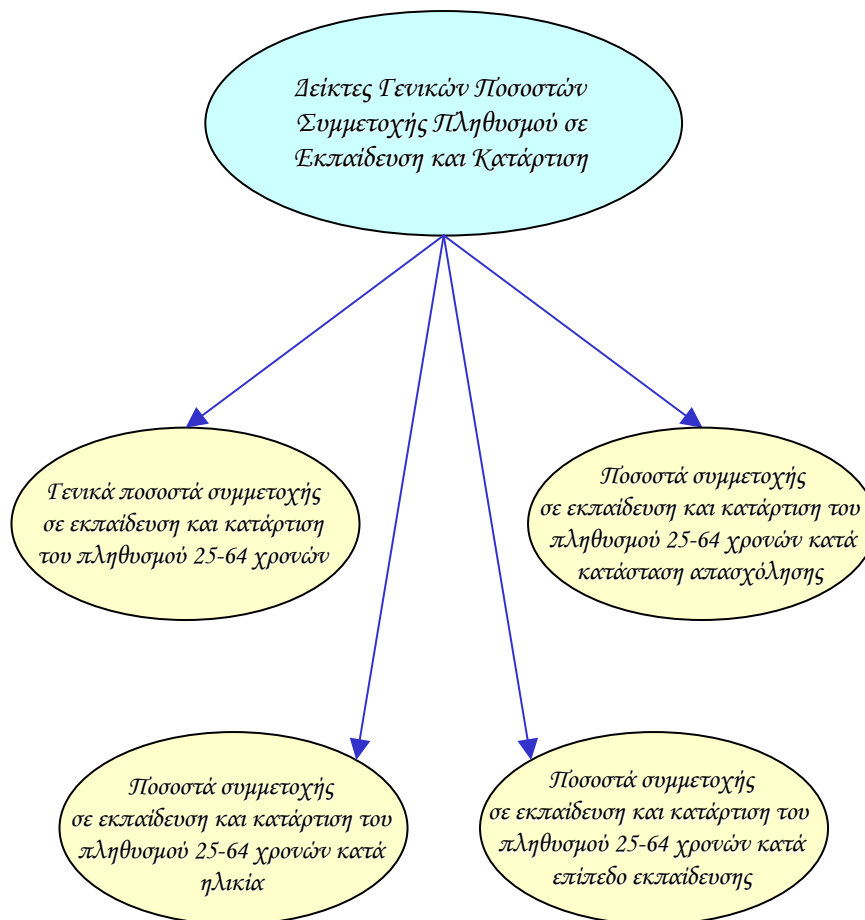 Δείκτες Γενικών Ποσοστών
Συμμετοχής Πληθυσμού σε
Εκπαίδευση και Κατάρτιση
Γενικά ποσοστά συμμετοχής
σε εκπαίδευση και κατάρτιση
του πληθυσμού 25-64 χρονών
Ποσοστά συμμετοχής
σε εκπαίδευση και κατάρτιση του
πληθυσμού 25-64 χρονών κατά
κατάσταση απασχόλησης
Ποσοστά συμμετοχής
σε εκπαίδευση και κατάρτιση του
πληθυσμού 25-64 χρονών κατά
ηλικία
Ποσοστά συμμετοχής
σε εκπαίδευση και κατάρτιση του
πληθυσμού 25-64 χρονών κατά
επίπεδο εκπαίδευσης